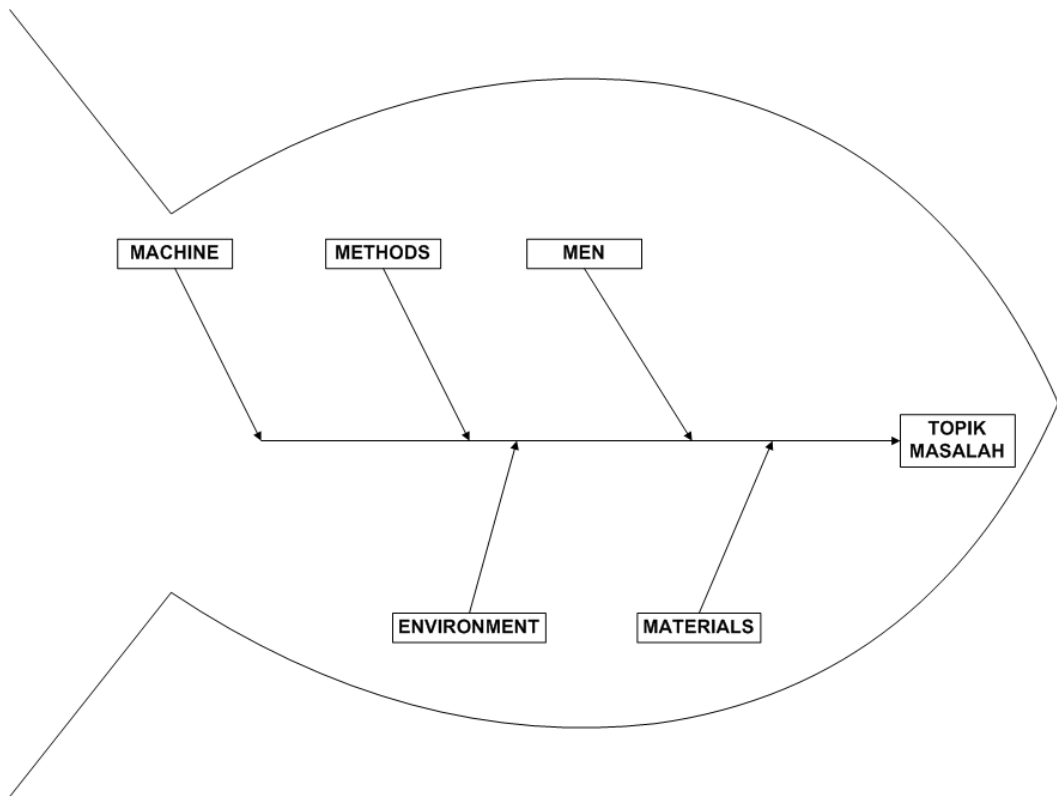 MACHINE
METHODS
MEN
TOPIK
MASALAH
ENVIRONMENT
MATERIALS